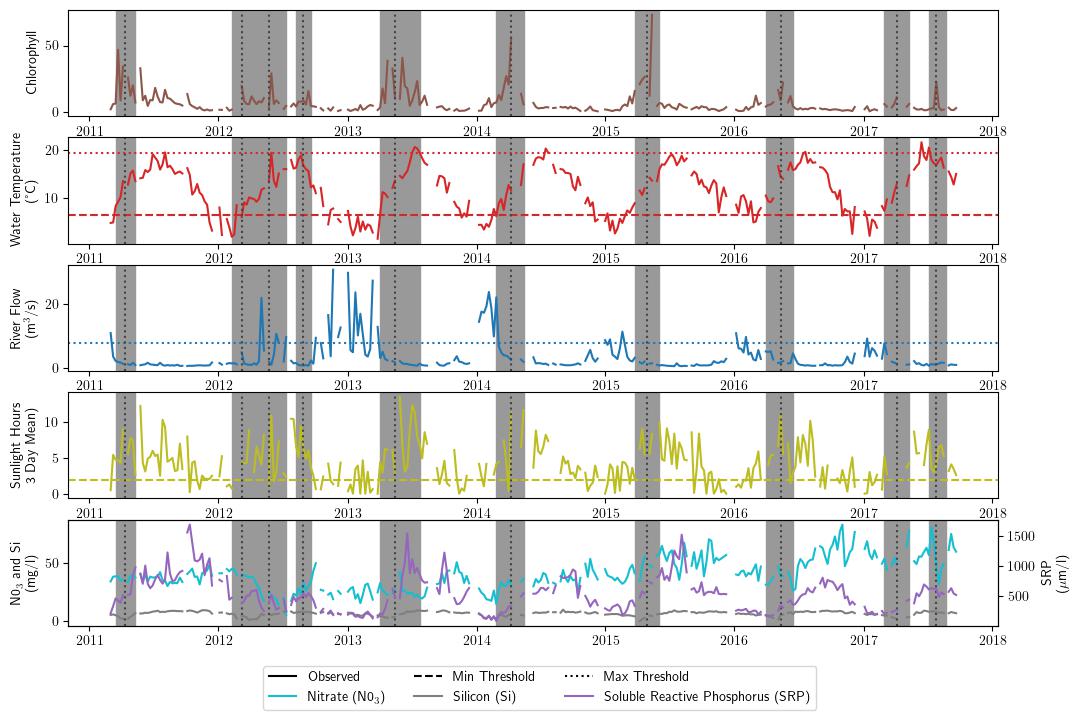 Chlorophyll
50
0
2011 2012 2013 2014 2015 2016 2017 2018
Water Temperature
(°C)
20
10
2011 2012 2013 2014 2015 2016 2017 2018
River Flow
(m³/s)
20
0
2011 2012 2013 2014 2015 2016 2017 2018
Sunlight Hours
3 Day Mean)
10
5
0
2011 2012 2013 2014 2015 2016 2017 2018
N0₃ and Si
(mg/l)
50
0
1500
1000
500
SRP
(μm/l)
2011 2012 2013 2014 2015 2016 2017 2018
Observed Min Threshold Max Threshold
Nitrate (N0₃) Silicon (Si) Soluble Reactive Phosphorus (SRP)